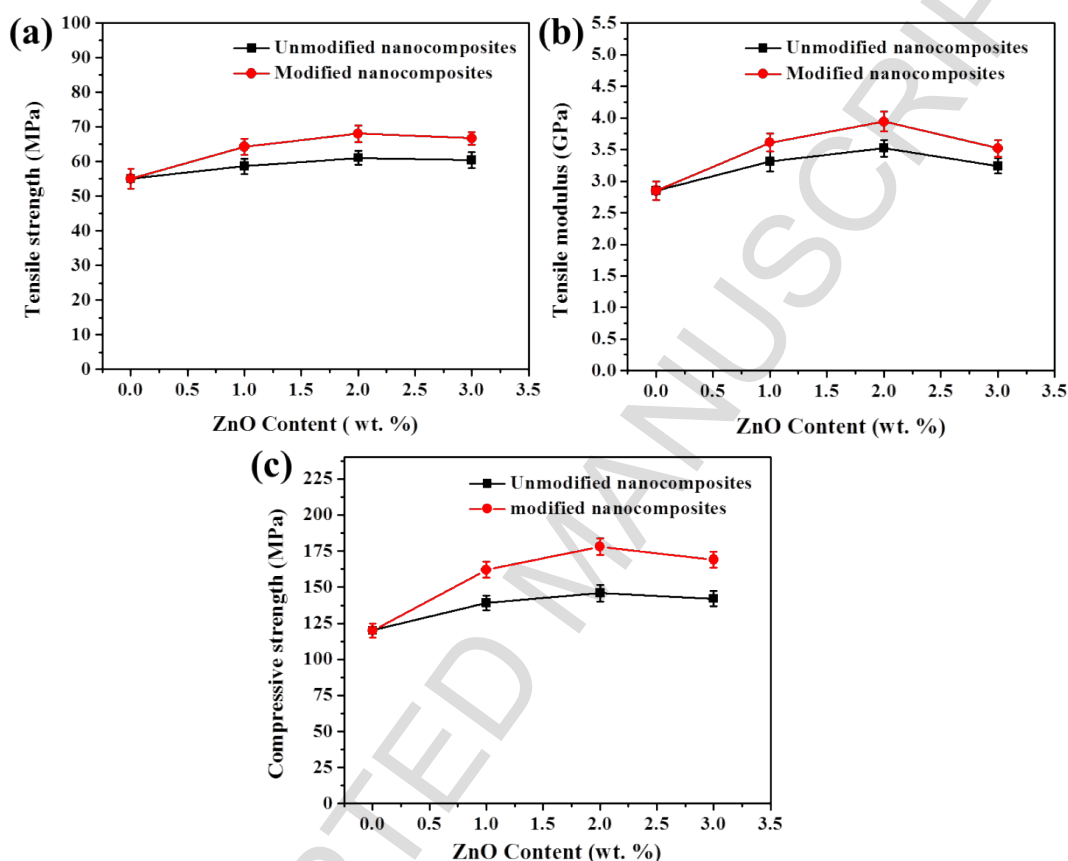 (a)
Unmodified nanocomposites
Modified nanocomposites
Tensile strength (MPa)
100
90
80
70
60
50
40
30
20
10
0
0.0 0.5 1.0 1.5 2.0 2.5 3.0 3.5
ZnO Content ( wt. %)
(b)
Unmodified nanocomposites
Modified nanocomposites
Tensile modulus (GPa)
5.5
5.0
4.5
4.0
3.5
3.0
2.5
2.0
1.5
1.0
0.5
0.0
0.0 0.5 1.0 1.5 2.0 2.5 3.0 3.5
ZnO Content (wt. %)
(c)
Unmodified nanocomposites
modified nanocomposites
Compressive strength (MPa)
225
200
175
150
125
100
75
50
25
0
0.0 0.5 1.0 1.5 2.0 2.5 3.0 3.5
ZnO Content (wt. %)
PTED MANUSCRIP